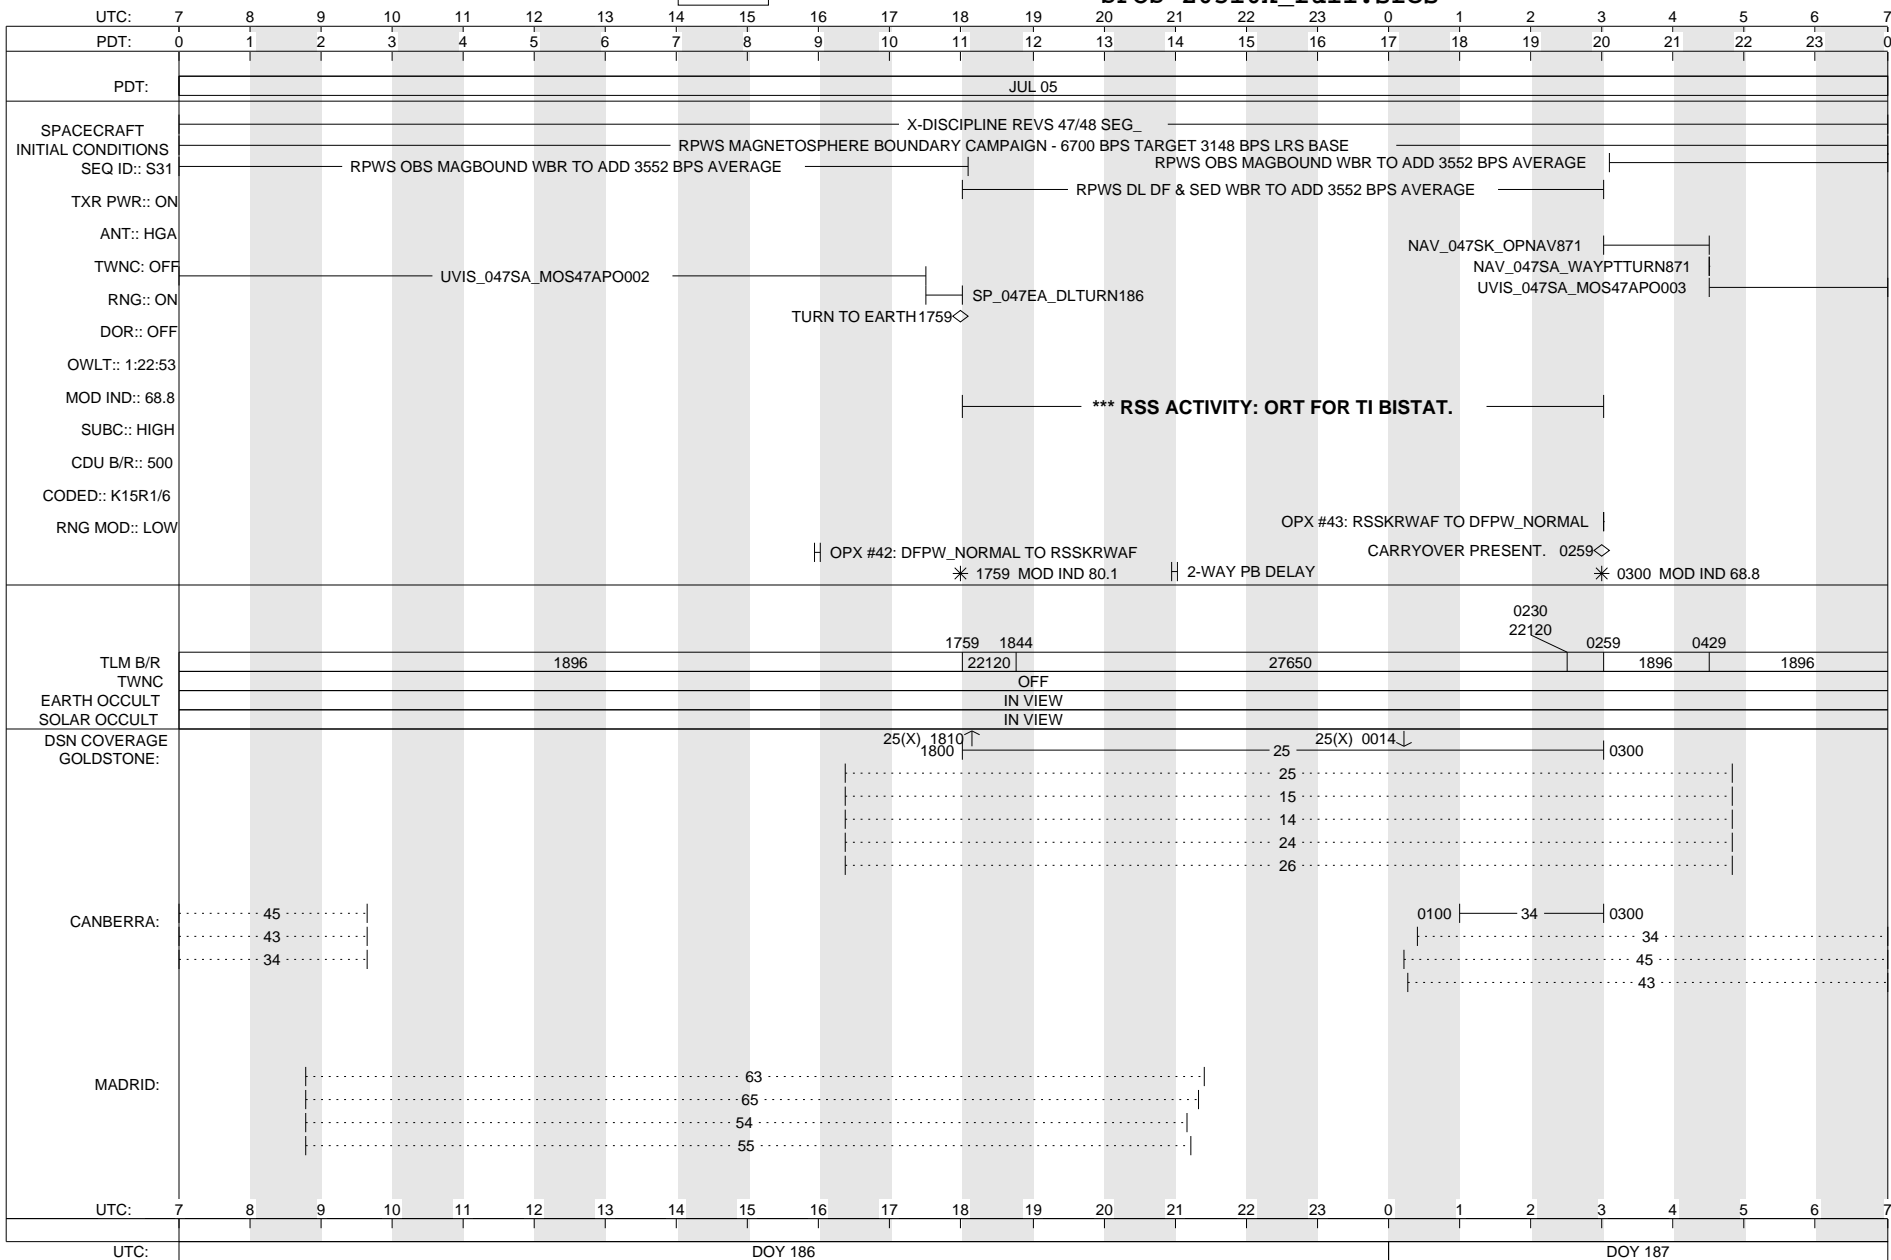 UTC: 7 8 9 10 11 12 13 14 15 16 17 18 19 20 21 22 23 0 1 2 3 4 5 6 7
PDT: 0 1 2 3 4 5 6 7 8 9 10 11 12 13 14 15 16 17 18 19 20 21 22 23 0
PDT: JUL 05
X-DISCIPLINE REVS 47/48 SEG_
SPACECRAFT
INITIAL CONDITIONS
RPWS MAGNETOSPHERE BOUNDARY CAMPAIGN - 6700 BPS TARGET 3148 BPS LRS BASE
SEQ ID:: S31
RPWS OBS MAGBOUND WBR TO ADD 3552 BPS AVERAGE
RPWS OBS MAGBOUND WBR TO ADD 3552 BPS AVERAGE
RPWS DL DF & SED WBR TO ADD 3552 BPS AVERAGE
TXR PWR:: ON
ANT:: HGA
NAV_047SK_OPNAV871
TWNC: OFF
NAV_047SA_WAYPTTURN871
UVIS_047SA_MOS47APO002
UVIS_047SA_MOS47APO003
RNG:: ON
SP_047EA_DLTURN186
TURN TO EARTH 1759
DOR:: OFF
OWLT:: 1:22:53
MOD IND:: 68.8
*** RSS ACTIVITY: ORT FOR TI BISTAT.
SUBC:: HIGH
CDU B/R:: 500
CODED:: K15R1/6
RNG MOD:: LOW
OPX #43: RSSKRWAF TO DFPW_NORMAL
OPX #42: DFPW_NORMAL TO RSSKRWAF
CARRYOVER PRESENT. 0259
1759 MOD IND 80.1
2-WAY PB DELAY
0300 MOD IND 68.8
0230
22120
1759 1844 0259 0429
TLM B/R 1896 22120 27650 1896 1896
TWNC OFF
EARTH OCCULT IN VIEW
SOLAR OCCULT IN VIEW
DSN COVERAGE
25(X) 1810 25(X) 0014
GOLDSTONE: 1800 25 0300
25
15
14
24
26
CANBERRA: 45 0100 34 0300
43 34
34 45
43
MADRID: 63
65
54
55
UTC: 7 8 9 10 11 12 13 14 15 16 17 18 19 20 21 22 23 0 1 2 3 4 5 6 7
UTC: DOY 186 DOY 187